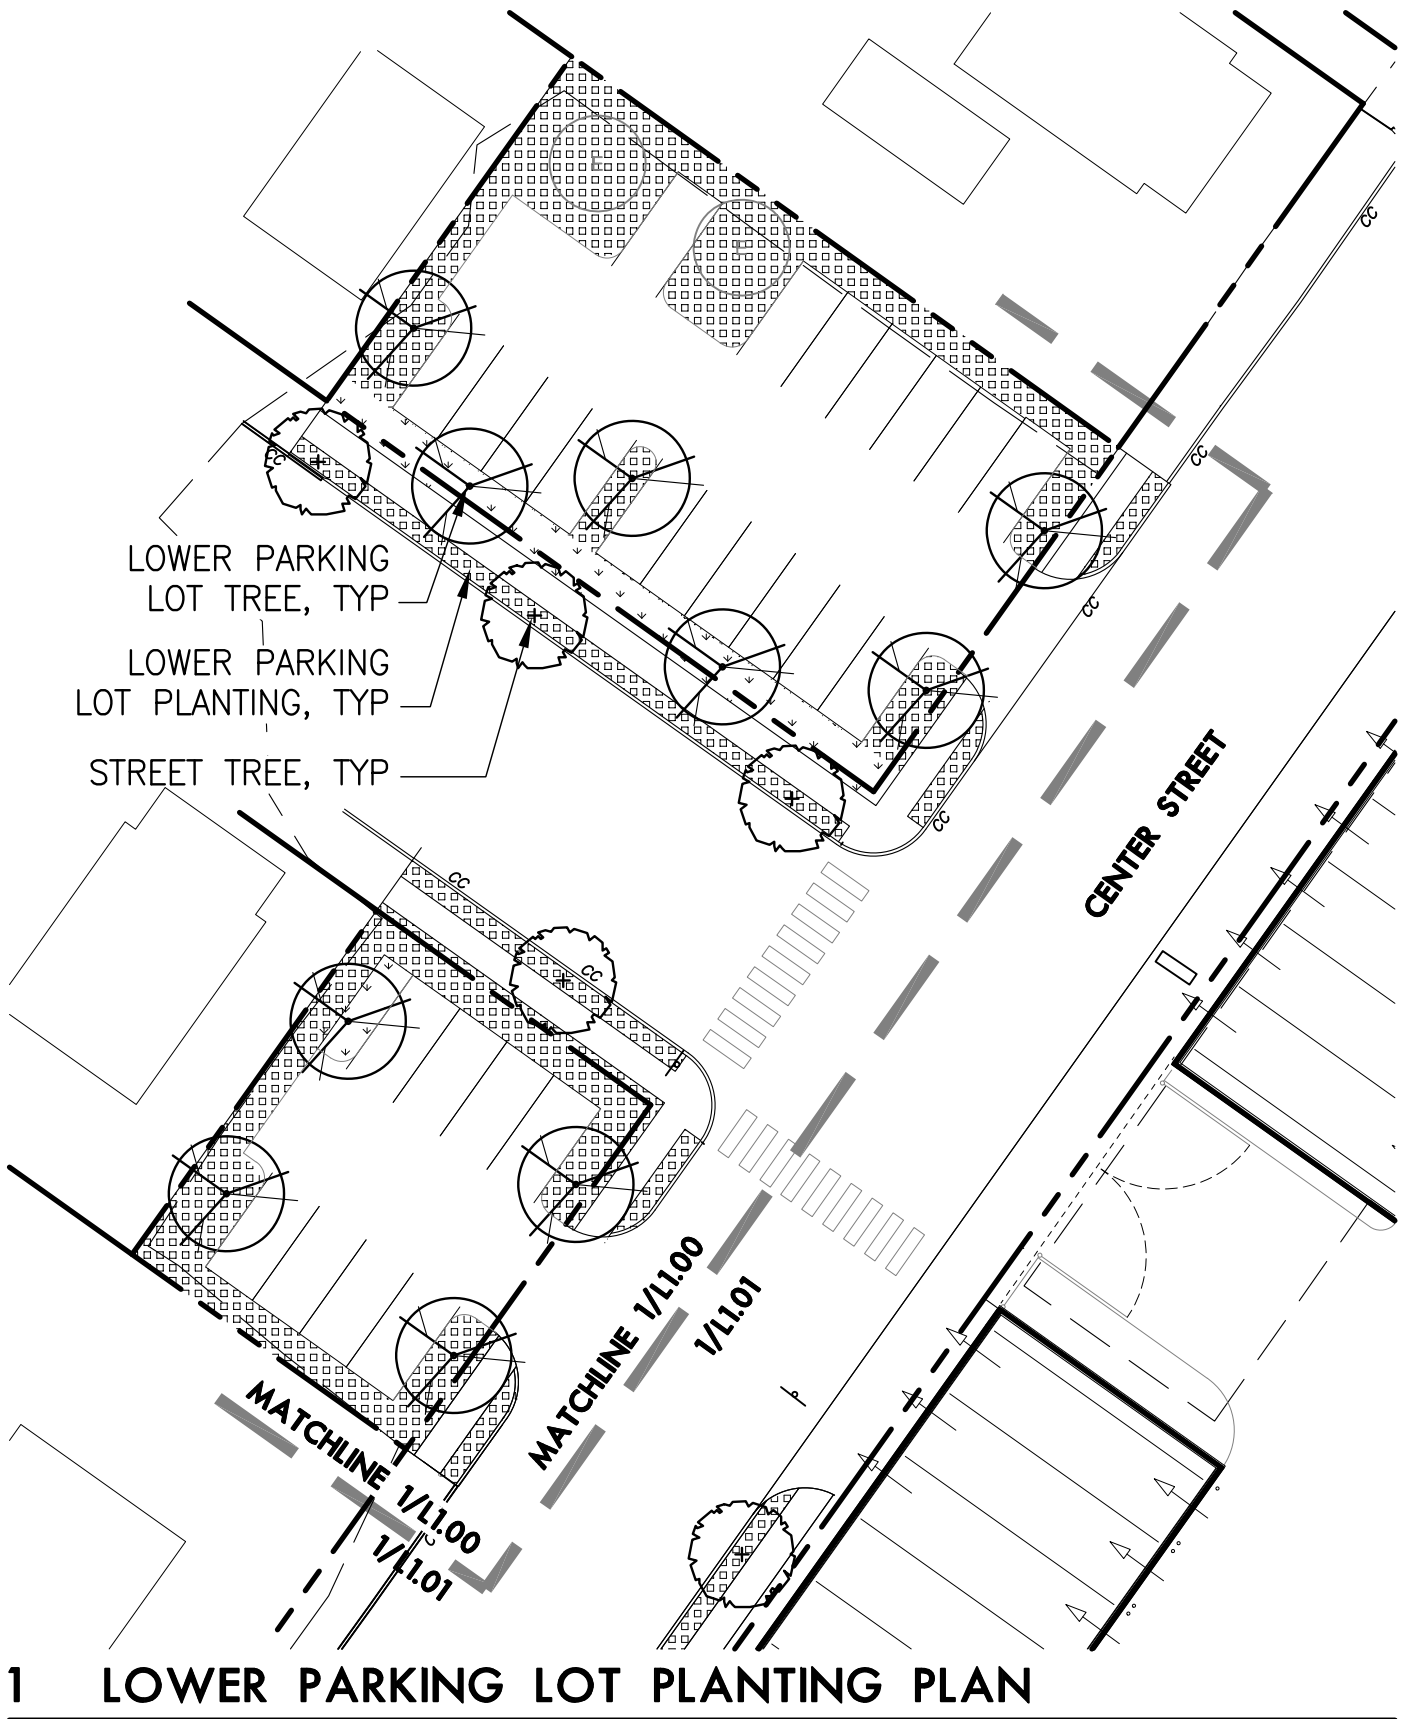 CC
CC
CC
CC
LOWER PARKING
LOT TREE, TYP
CC
LOWER PARKING
LOT PLANTING, TYP
STREET TREE, TYP
CC
CENTER STREET
CC
CC
MATCHLINE 1/L1.00
1/L1.01
MATCHLINE 1/L1.00
1/L1.01
1 LOWER PARKING LOT PLANTING PLAN